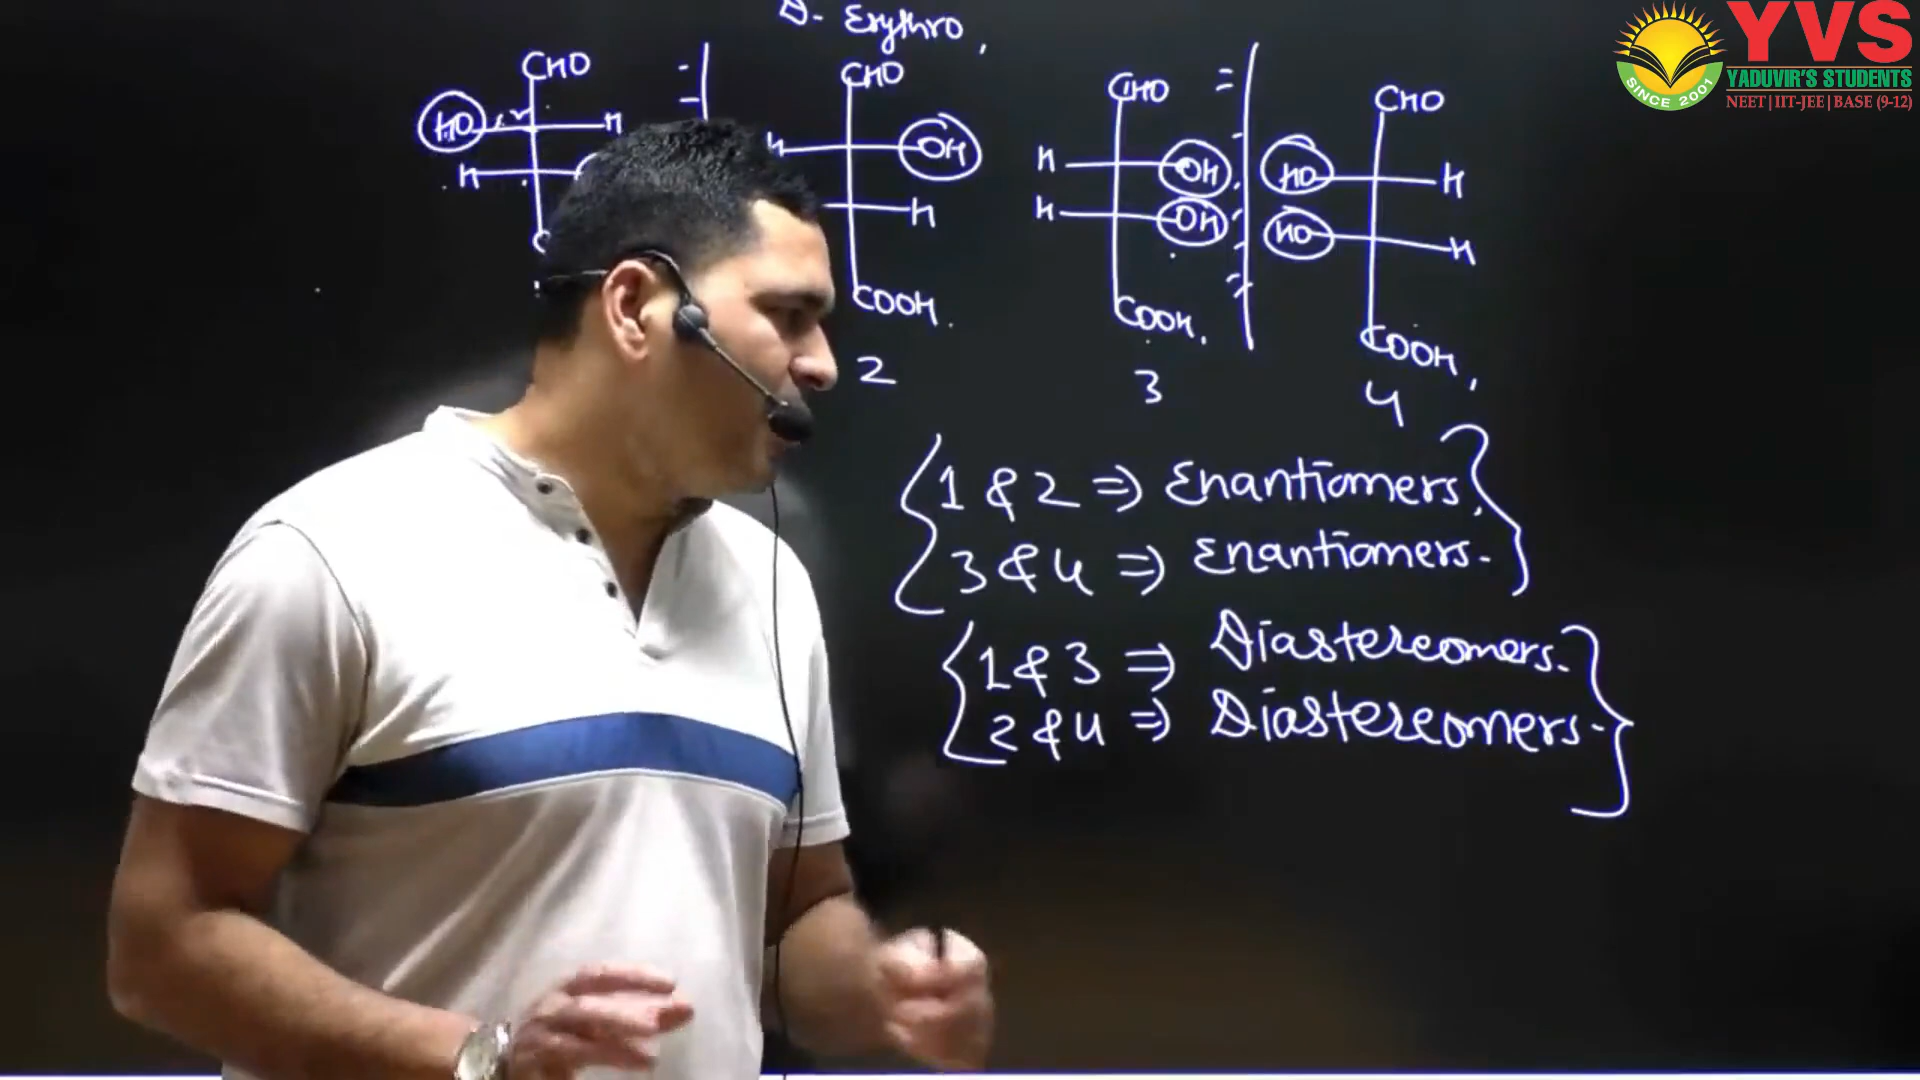 D- Erythro,
CHO
CHO
CHO
CHO
HO H
H OH
H OH
HO H
H
H
H OH
HO H
COOH.
COOH.
COOH,
2
3
4
{1 & 2 ⇒ Enantiomers.}
3 & 4 ⇒ Enantiomers.
{1 & 3 ⇒ Diastereomers.}
2 & 4 ⇒ Diastereomers.
YVS
YADUVIR'S STUDENTS
NEET | IIT-JEE | BASE (9-12)
SINCE 2001